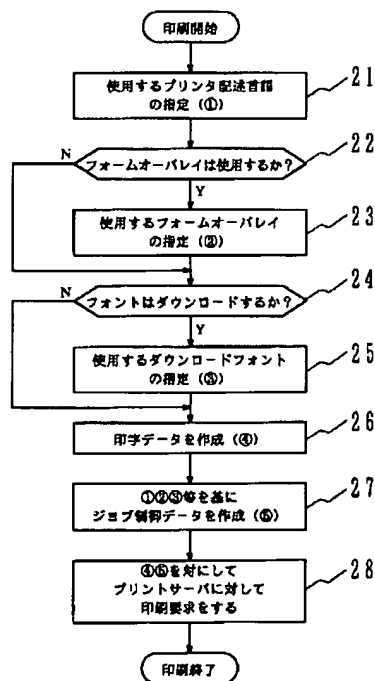 印刷開始
使用するプリンタ記述言語
の指定(①)
21
フォームオーバレイは使用するか?
22
N
Y
使用するフォームオーバレイ
の指定(②)
23
フォントはダウンロードするか?
24
N
Y
使用するダウンロードフォント
の指定(③)
25
印字データを作成(④)
26
①②③等を基に
ジョブ制御データを作成(⑤)
27
④⑤を対にして
プリントサーバに対して
印刷要求をする
28
印刷終了